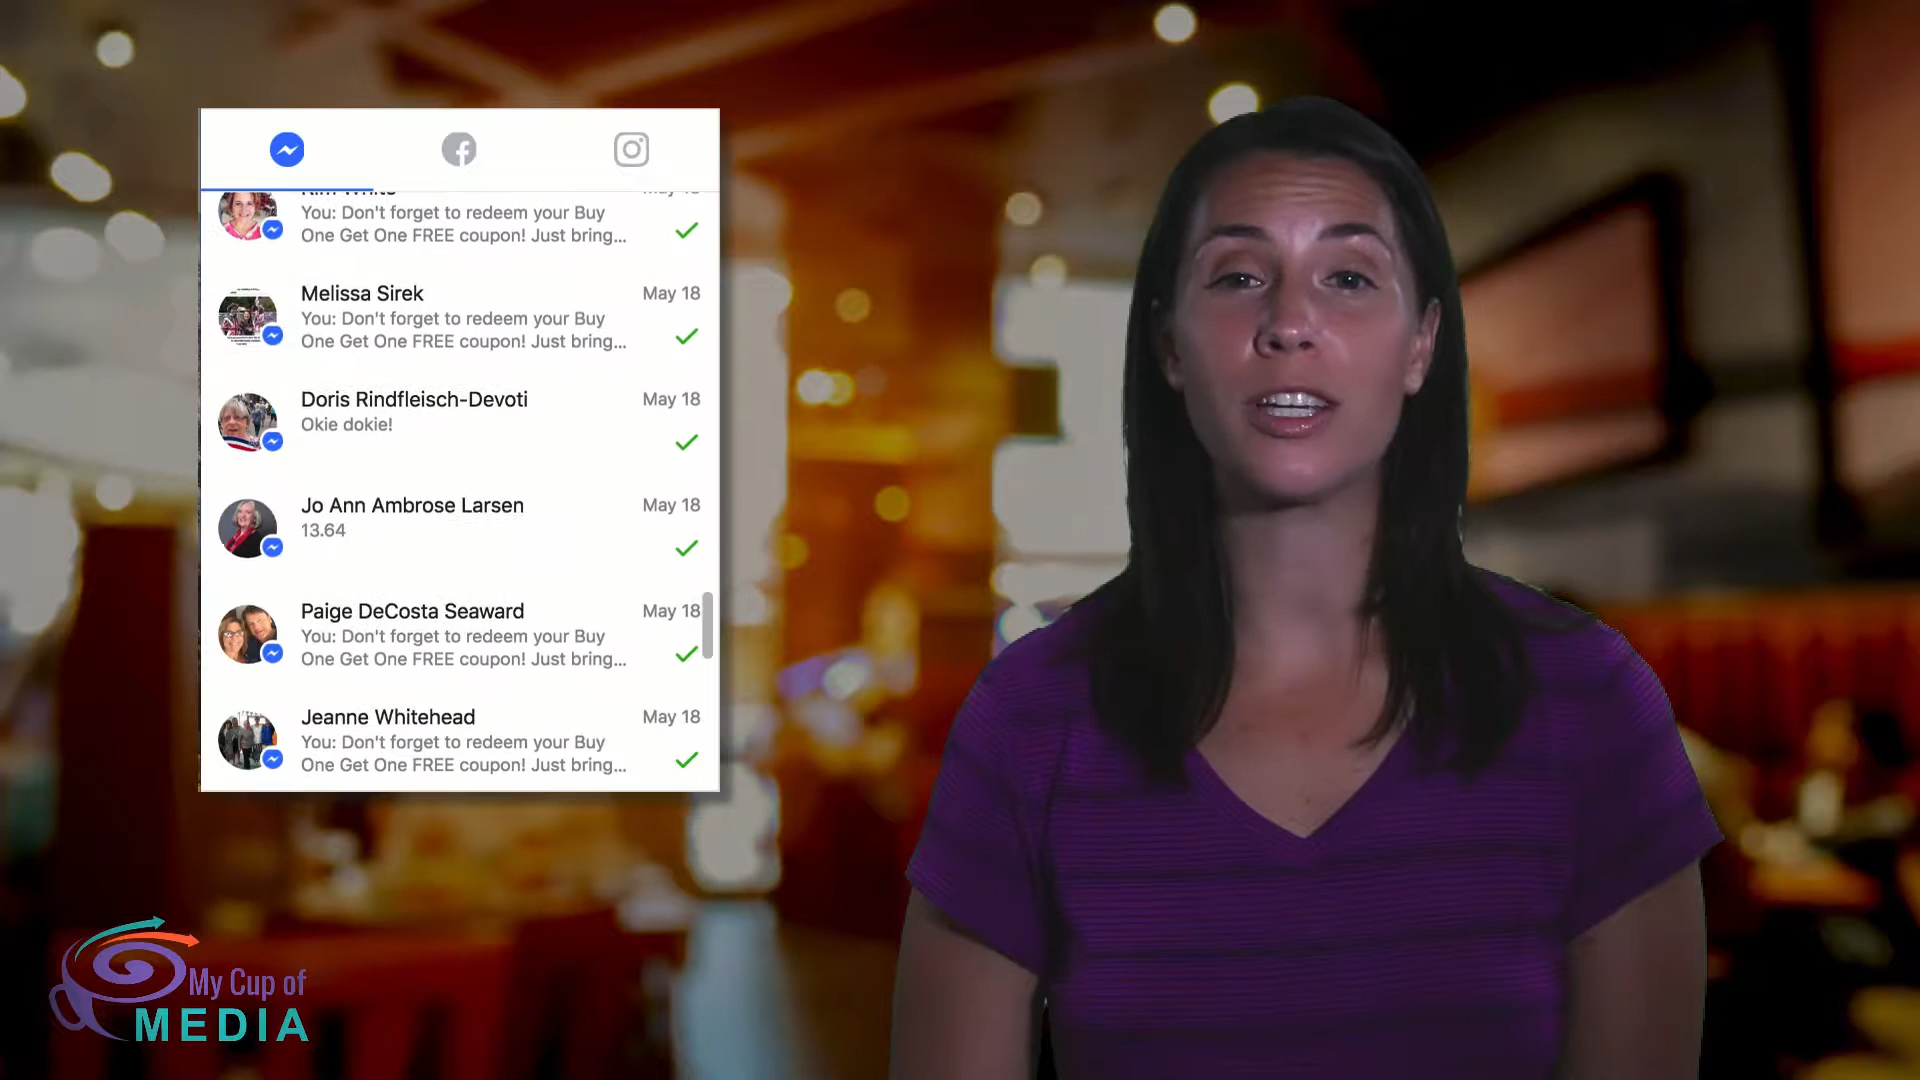 May 18
You: Don't forget to redeem your Buy
One Get One FREE coupon! Just bring...
Melissa Sirek
May 18
You: Don't forget to redeem your Buy
One Get One FREE coupon! Just bring...
Doris Rindfleisch-Devoti
May 18
Okie dokie!
Jo Ann Ambrose Larsen
May 18
13.64
Paige DeCosta Seaward
May 18
You: Don't forget to redeem your Buy
One Get One FREE coupon! Just bring...
Jeanne Whitehead
May 18
You: Don't forget to redeem your Buy
One Get One FREE coupon! Just bring...
My Cup of
MEDIA